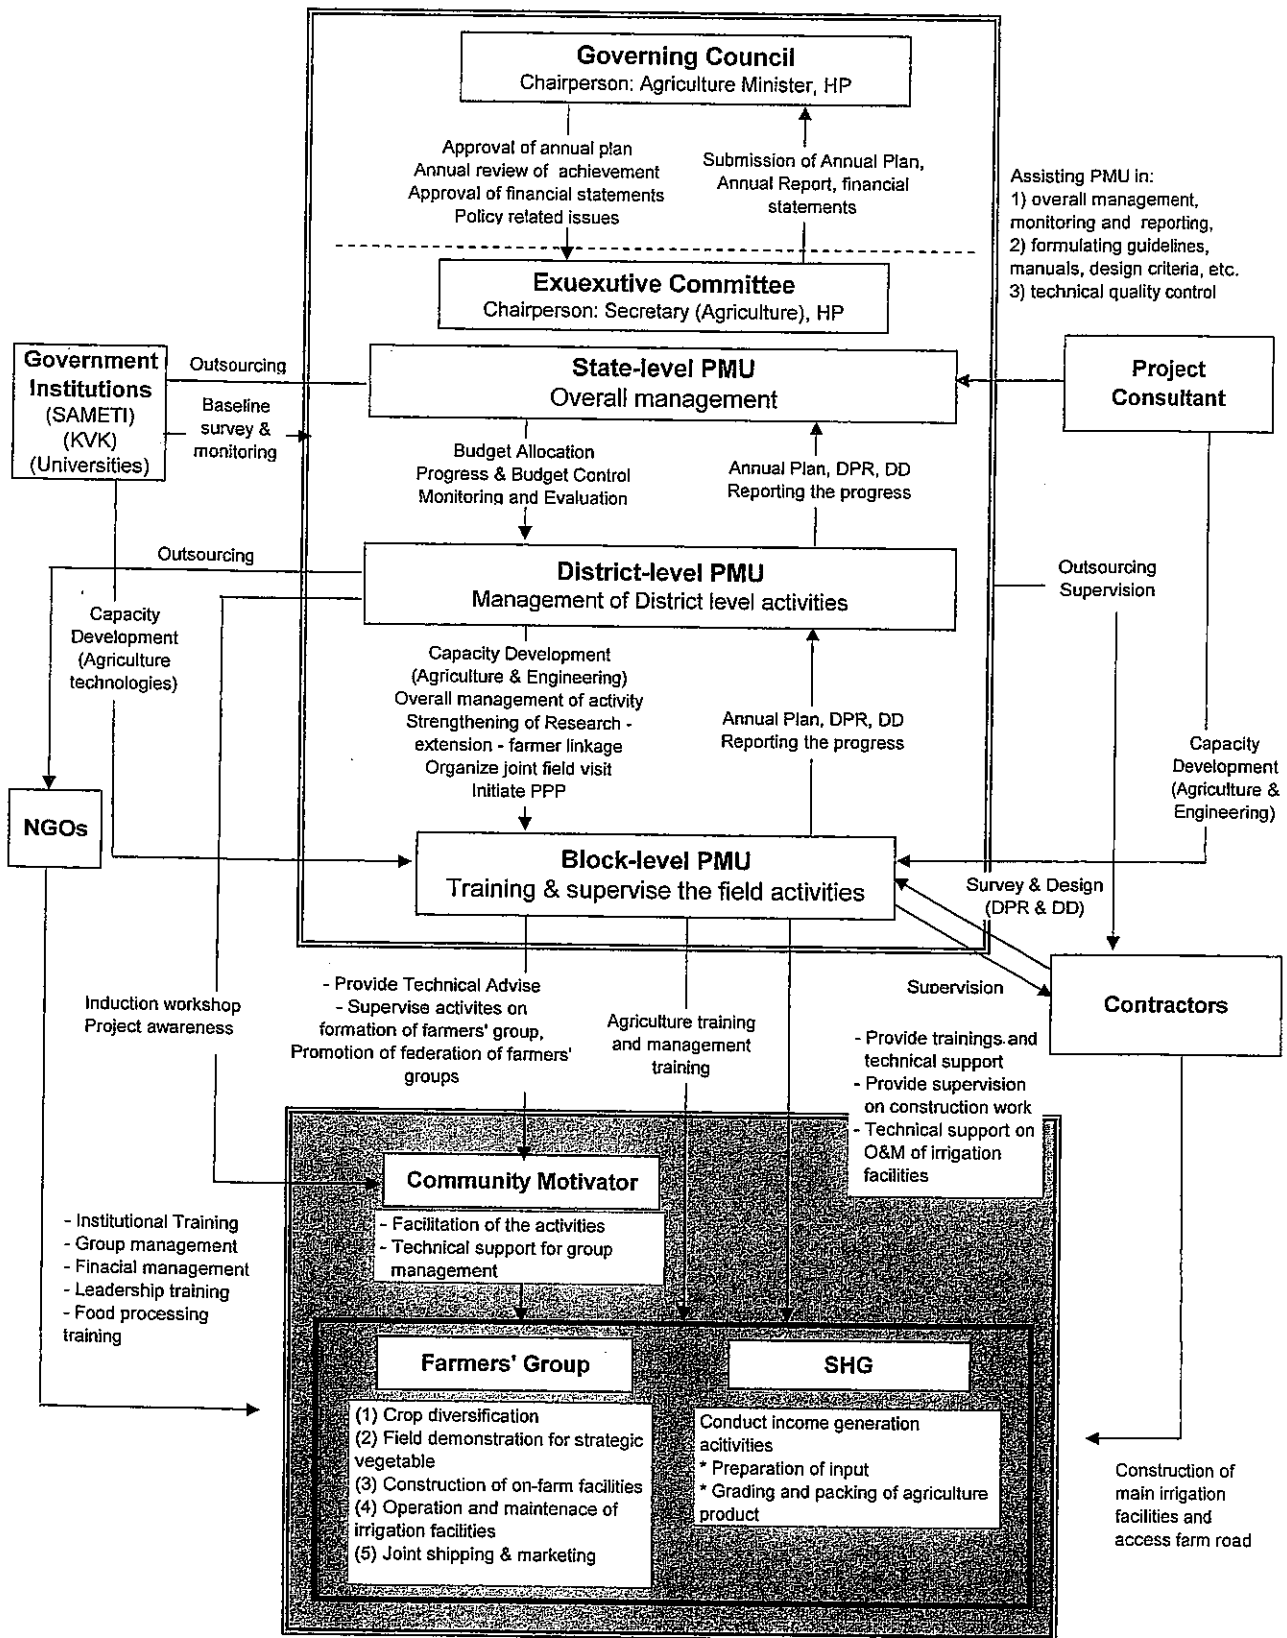 Governing Council
Chairperson: Agriculture Minister, HP
Approval of annual plan
Annual review of achievement
Approval of financial statements
Policy related issues
Submission of Annual Plan,
Annual Report, financial
statements
Assisting PMU in:
1) overall management,
monitoring and reporting,
2) formulating guidelines,
manuals, design criteria, etc.
3) technical quality control
Exuexutive Committee
Chairperson: Secretary (Agriculture), HP
Government
Institutions
(SAMETI)
(KVK)
(Universities)
Outsourcing
Baseline
survey &
monitoring
State-level PMU
Overall management
Project
Consultant
Budget Allocation
Progress & Budget Control
Monitoring and Evaluation
Annual Plan, DPR, DD
Reporting the progress
Outsourcing
District-level PMU
Management of District level activities
Outsourcing
Supervision
Capacity
Development
(Agriculture
technologies)
Capacity Development
(Agriculture & Engineering)
Overall management of activity
Strengthening of Research -
extension - farmer linkage
Organize joint field visit
Initiate PPP
Annual Plan, DPR, DD
Reporting the progress
Capacity
Development
(Agriculture &
Engineering)
NGOs
Block-level PMU
Training & supervise the field activities
Survey & Design
(DPR & DD)
Supervision
Contractors
Induction workshop
Project awareness
- Provide Technical Advise
- Supervise activites on
formation of farmers' group,
Promotion of federation of farmers'
groups
Agriculture training
and management
training
- Provide trainings and
technical support
- Provide supervision
on construction work
- Technical support on
O&M of irrigation
facilities
Community Motivator
- Facilitation of the activities
- Technical support for group
management
- Institutional Training
- Group management
- Finacial management
- Leadership training
- Food processing
training
Farmers' Group
(1) Crop diversification
(2) Field demonstration for strategic
vegetable
(3) Construction of on-farm facilities
(4) Operation and maintenace of
irrigation facilities
(5) Joint shipping & marketing
SHG
Conduct income generation
acitivities
* Preparation of input
* Grading and packing of agriculture
product
Construction of
main irrigation
facilities and
access farm road